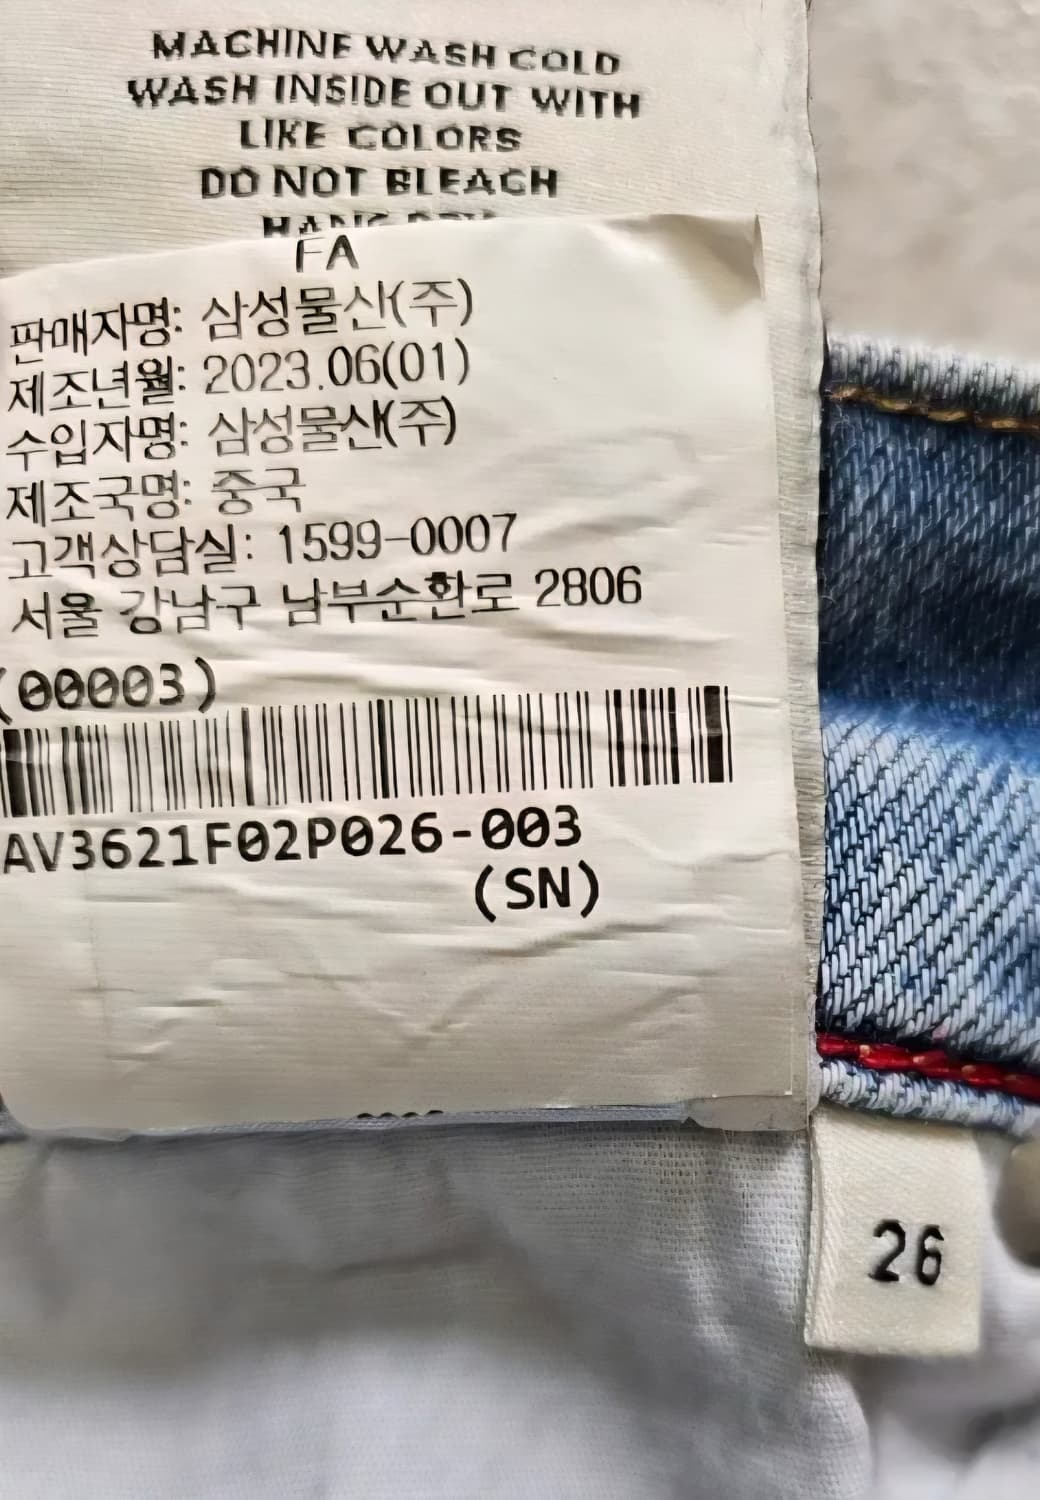 MACHINE WASH COLD
WASH INSIDE OUT WITH
LIKE COLORS
DO NOT BLEACH
HANG DRY
FA
판매자명: 삼성물산(주)
제조년월: 2023.06(01)
수입자명: 삼성물산(주)
제조국명: 중국
고객상담실: 1599-0007
서울 강남구 남부순환로 2806
(00003)
AV3621F02P026-003
(SN)
26